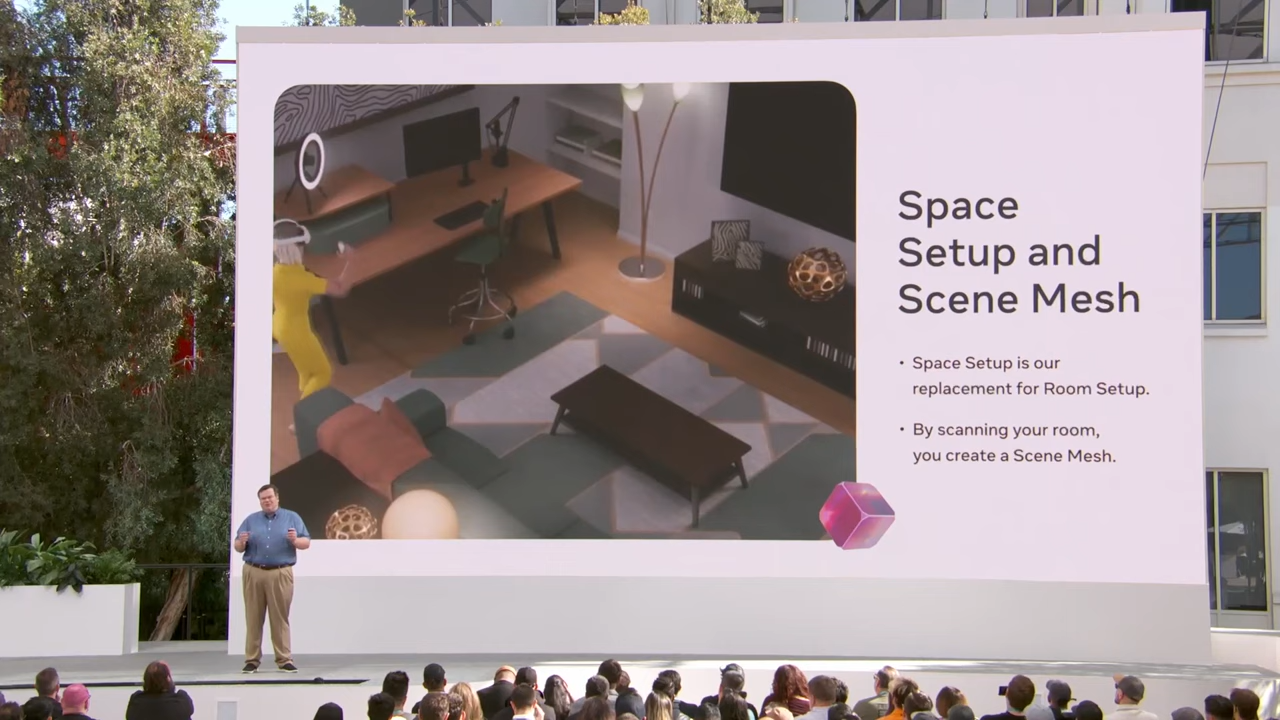 Space
Setup and
Scene Mesh
• Space Setup is our
replacement for Room Setup.
• By scanning your room,
you create a Scene Mesh.